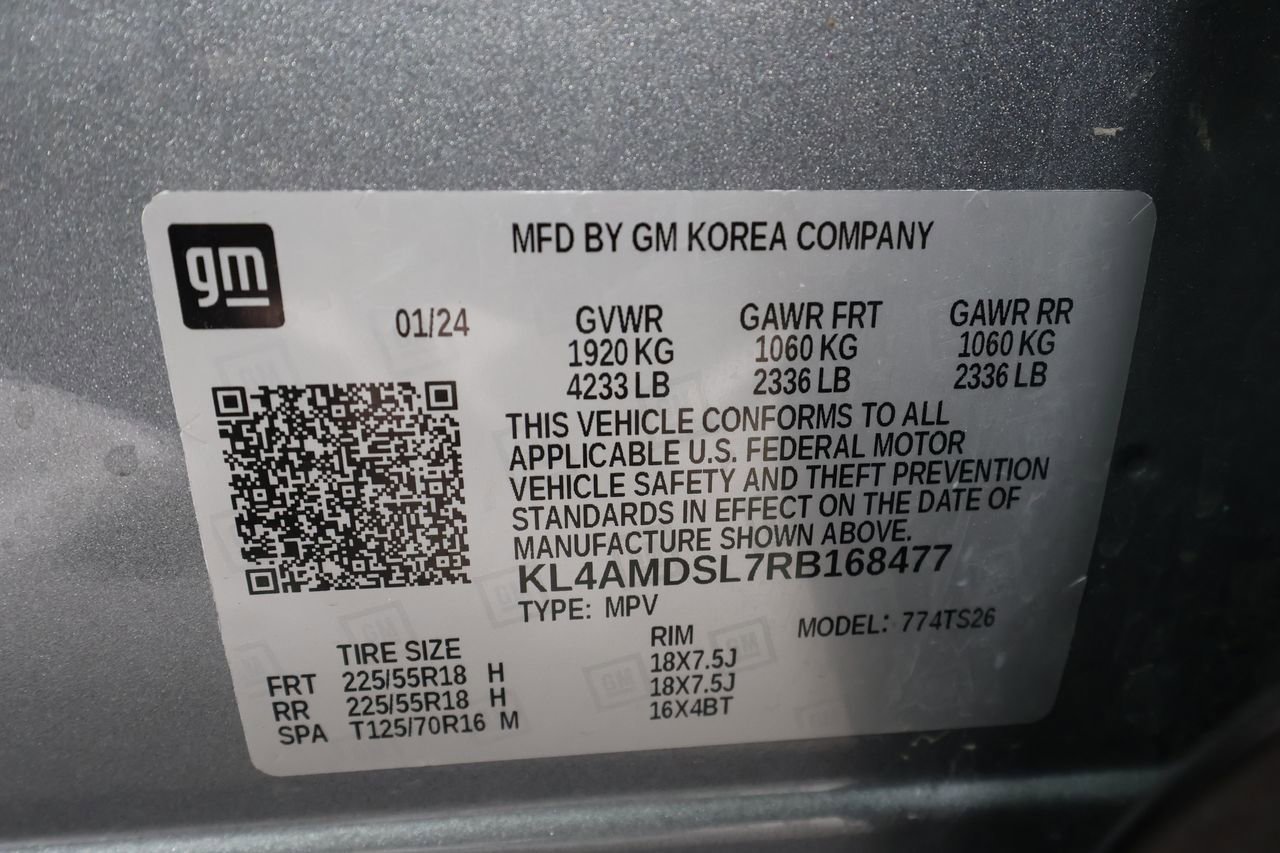 gm
MFD BY GM KOREA COMPANY
01/24
GVWR GAWR FRT GAWR RR
1920 KG 1060 KG 1060 KG
4233 LB 2336 LB 2336 LB
THIS VEHICLE CONFORMS TO ALL
APPLICABLE U.S. FEDERAL MOTOR
VEHICLE SAFETY AND THEFT PREVENTION
STANDARDS IN EFFECT ON THE DATE OF
MANUFACTURE SHOWN ABOVE.
KL4AMDSL7RB168477
TYPE: MPV MODEL: 774TS26
TIRE SIZE RIM
FRT 225/55R18 H 18X7.5J
RR 225/55R18 H 18X7.5J
SPA T125/70R16 M 16X4BT